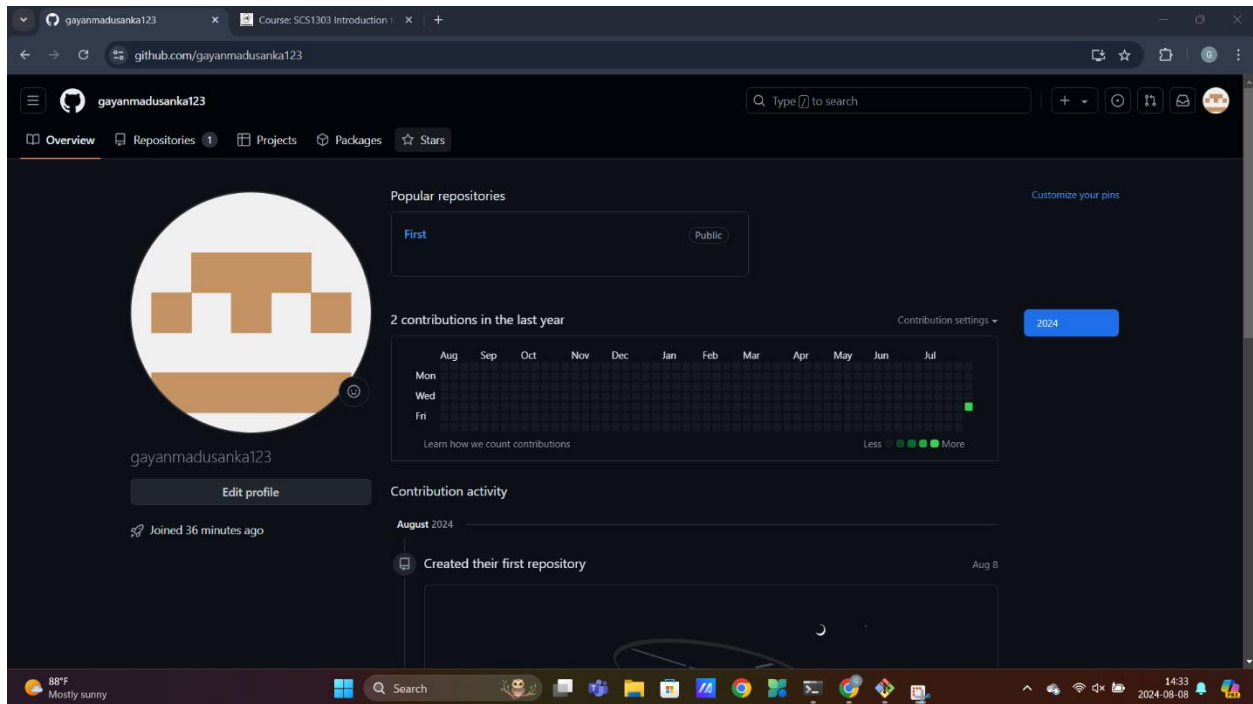 gayanmadusanka123
Course: SCS1303 Introduction t
github.com/gayanmadusanka123
G
gayanmadusanka123
Type / to search
Overview
Repositories 1
Projects
Packages
Stars
Popular repositories
Customize your pins
First
Public
2 contributions in the last year
Contribution settings
2024
Aug Sep Oct Nov Dec Jan Feb Mar Apr May Jun Jul
Mon
Wed
Fri
Learn how we count contributions
Less More
gayanmadusanka123
Edit profile
Joined 36 minutes ago
Contribution activity
August 2024
Created their first repository
Aug 8
88°F
Mostly sunny
Search
14:33
2024-08-08